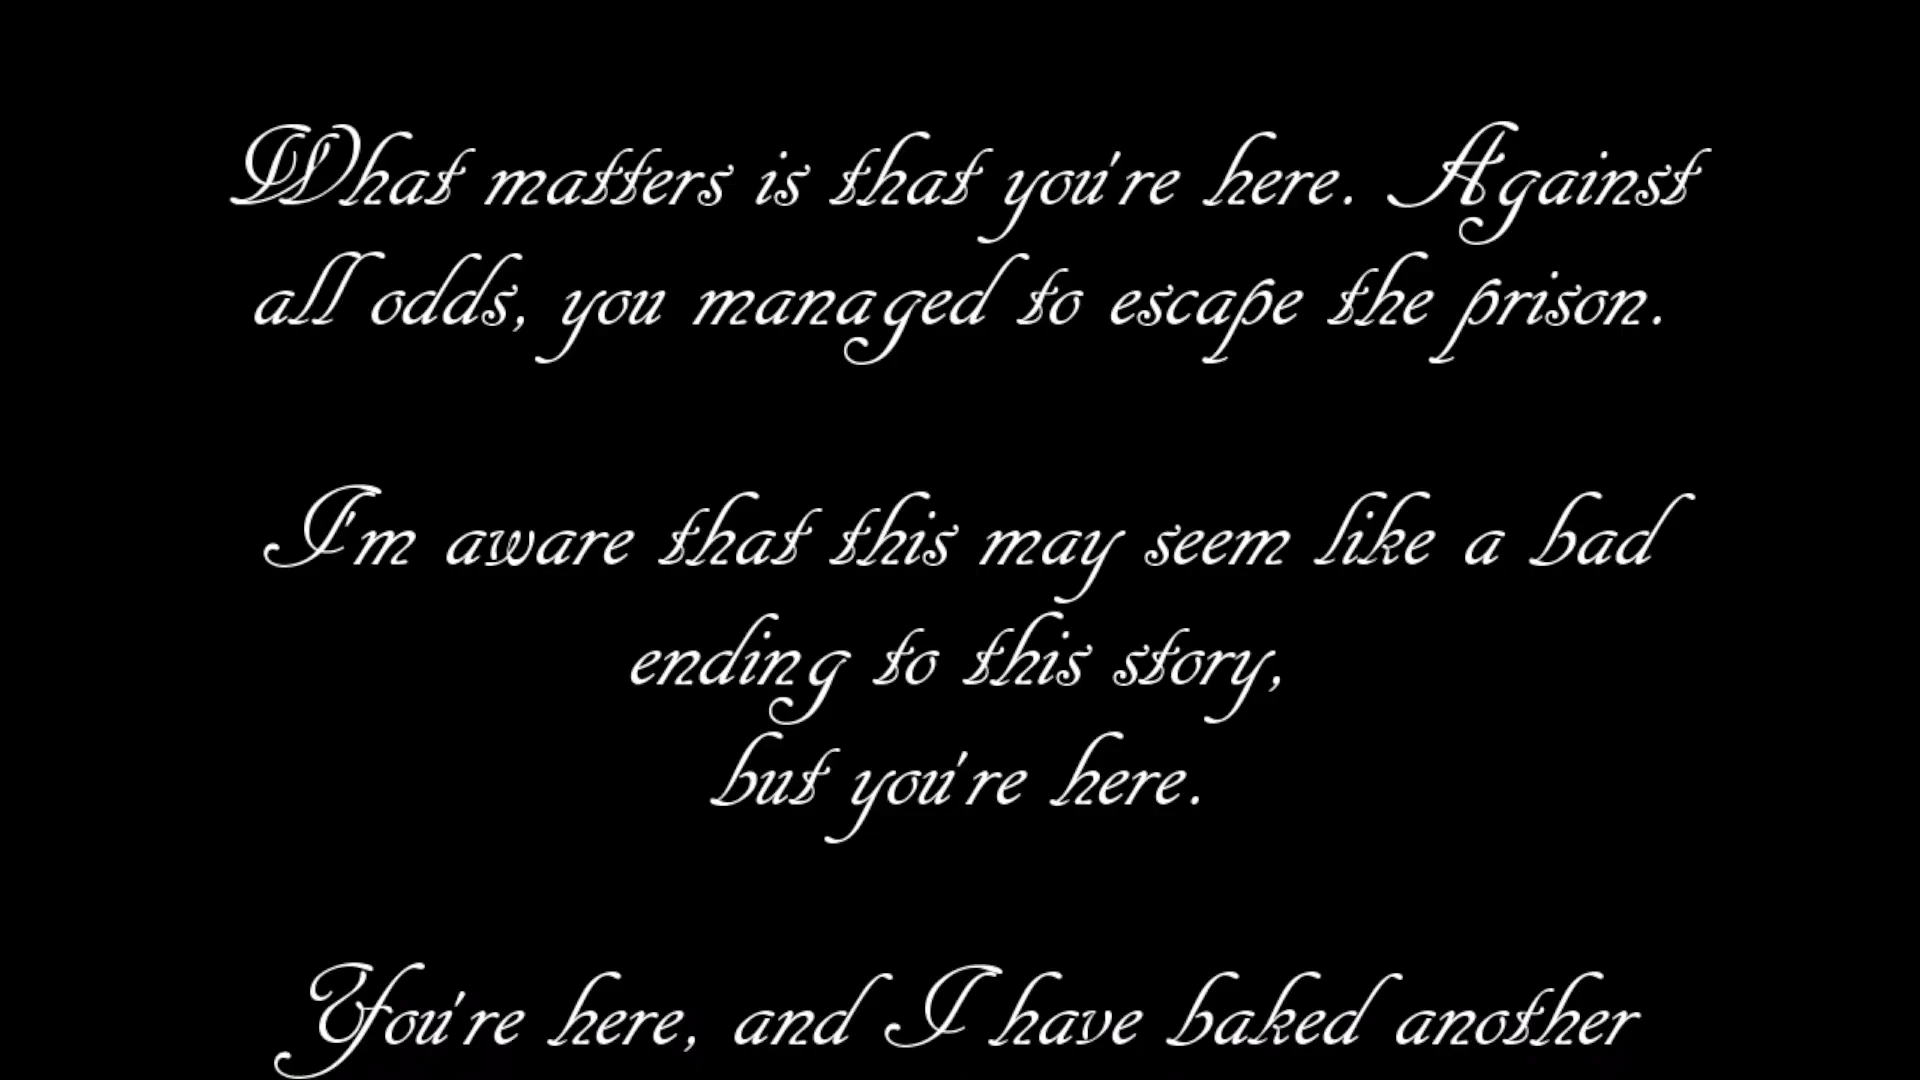 What matters is that you're here. Against
all odds, you managed to escape the prison.
I'm aware that this may seem like a bad
ending to this story,
but you're here.
You're here, and I have baked another